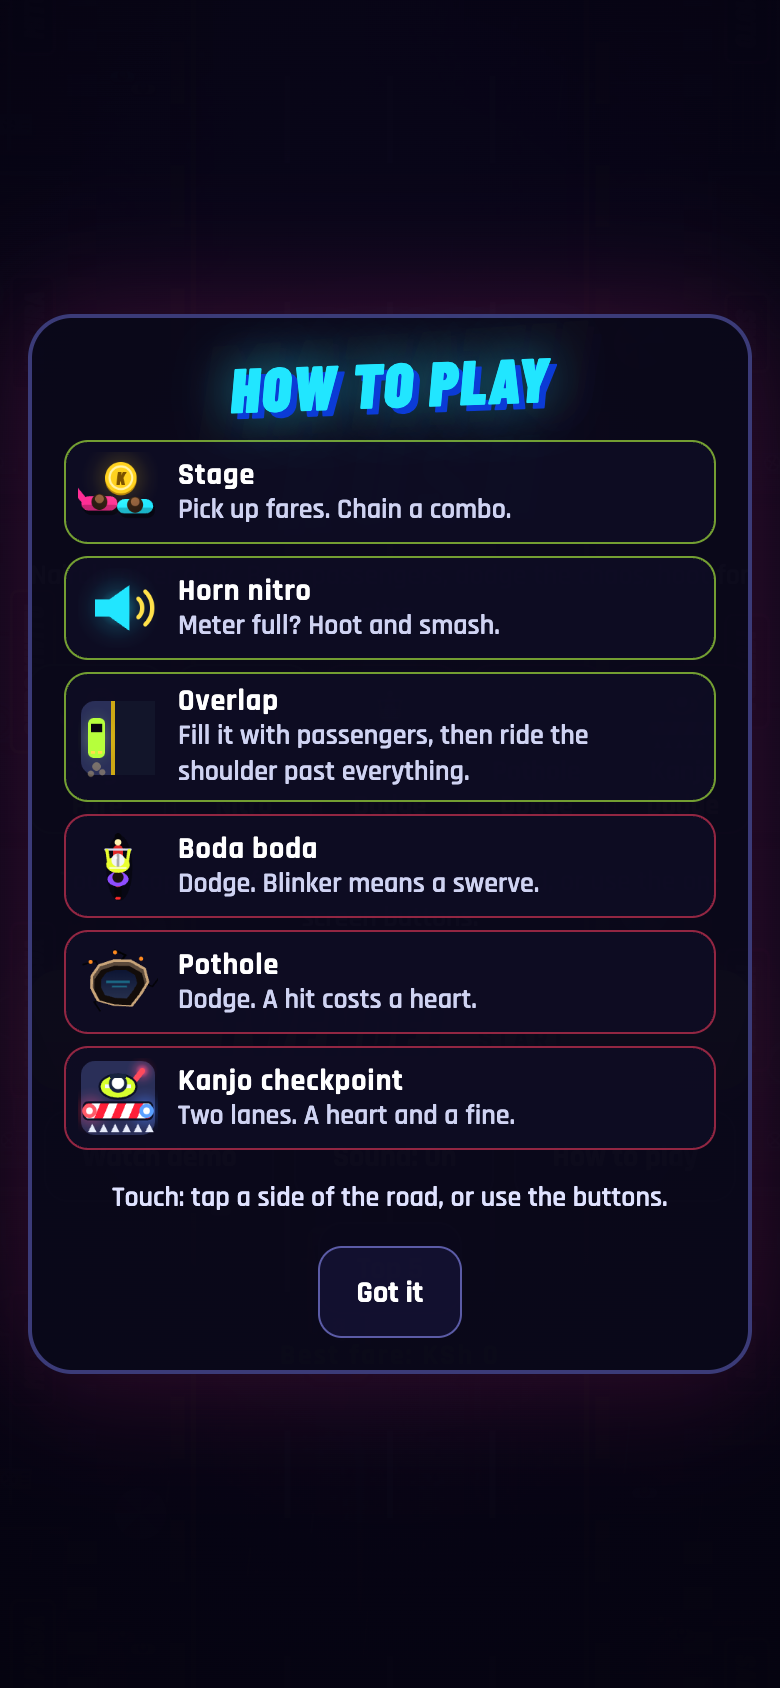 HOW TO PLAY
K
Stage
Pick up fares. Chain a combo.
Horn nitro
Meter full? Hoot and smash.
Overlap
Fill it with passengers, then ride the
shoulder past everything.
Boda boda
Dodge. Blinker means a swerve.
Pothole
Dodge. A hit costs a heart.
Kanjo checkpoint
Two lanes. A heart and a fine.
Touch: tap a side of the road, or use the buttons.
Got it